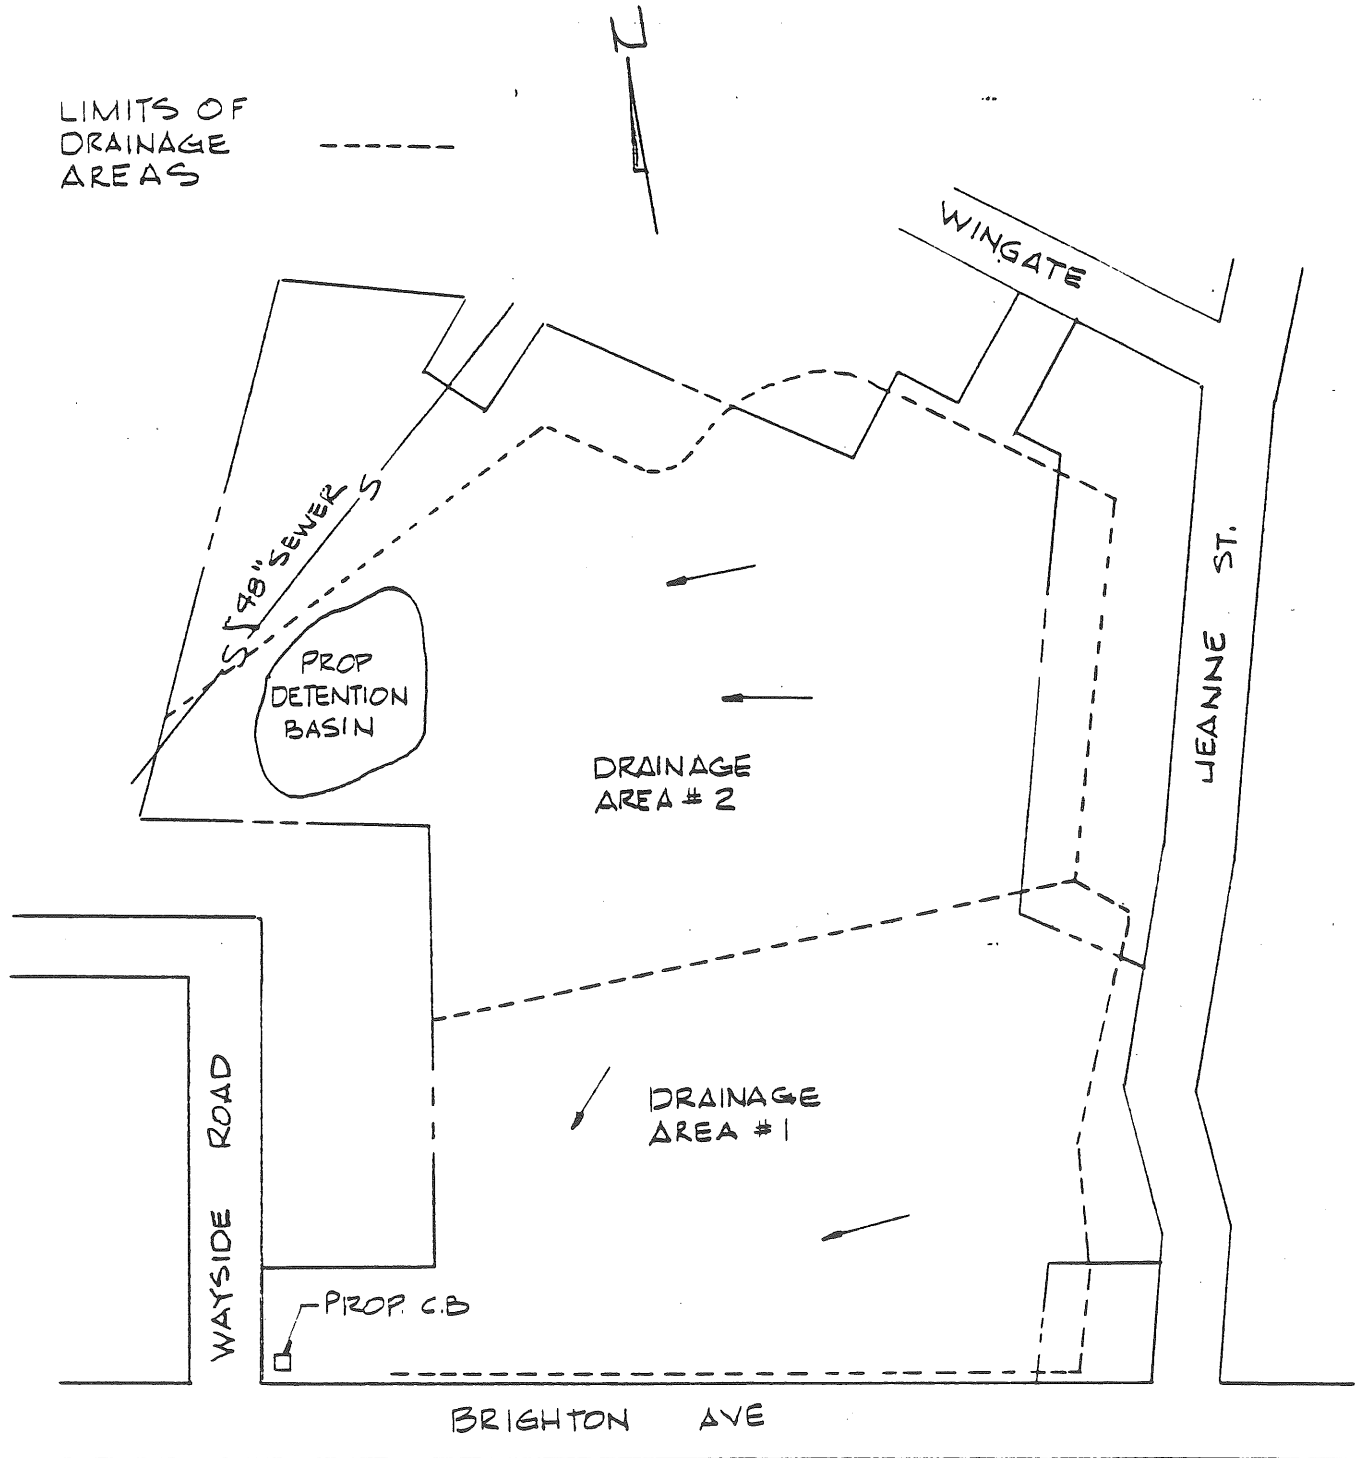 N
LIMITS OF
DRAINAGE
AREAS
WINGATE
S
48" SEWER
S
PROP
DETENTION
BASIN
JEANNE ST.
DRAINAGE
AREA # 2
DRAINAGE
AREA # 1
WAYSIDE ROAD
PROP. C.B
BRIGHTON AVE